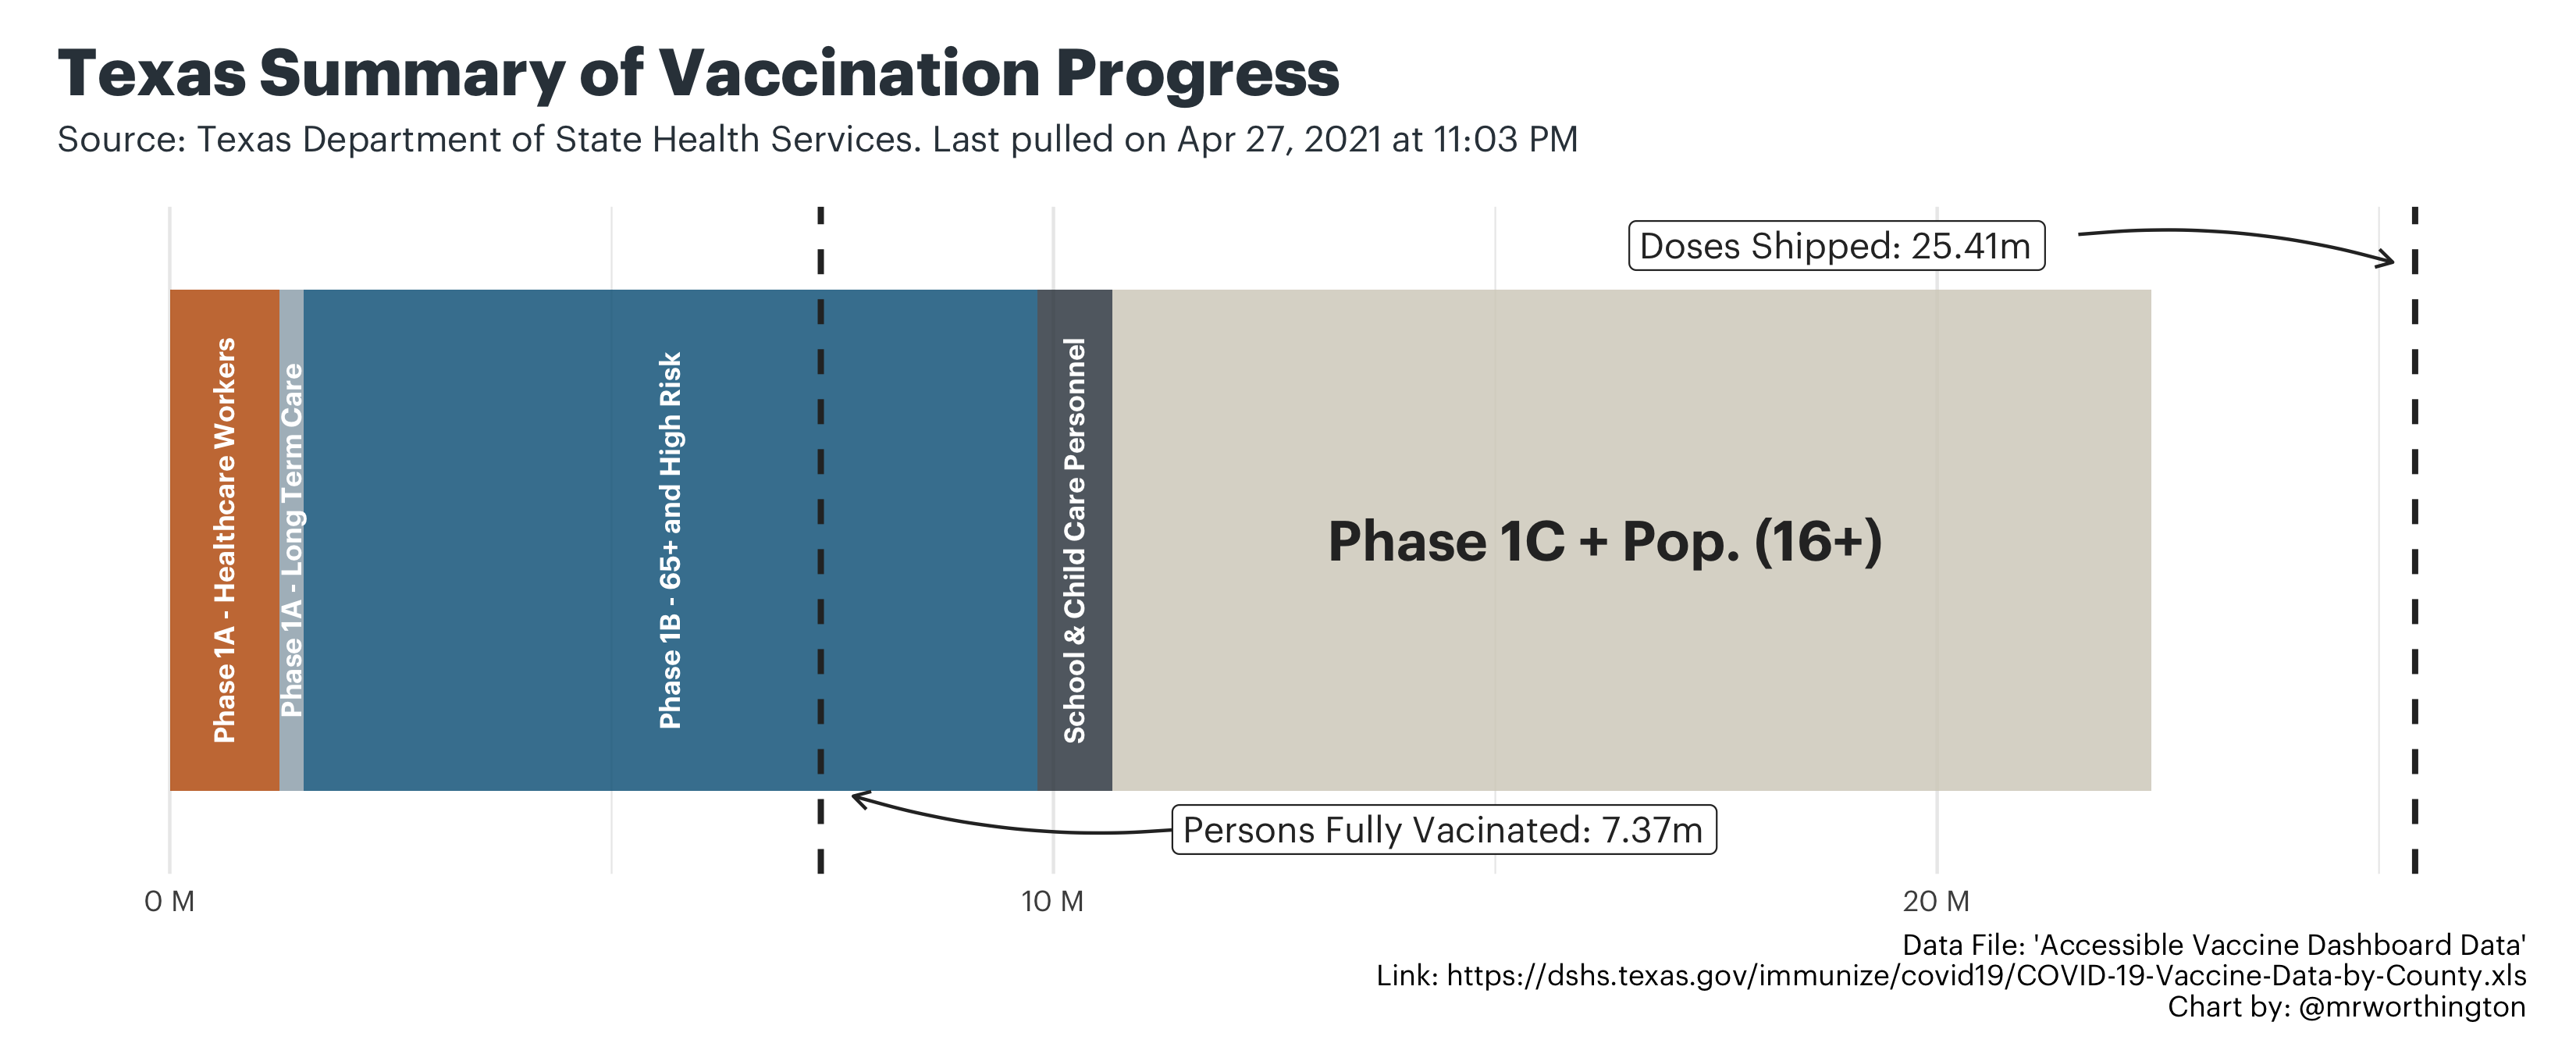 Texas Summary of Vaccination Progress
Source: Texas Department of State Health Services. Last pulled on Apr 27, 2021 at 11:03 PM
Doses Shipped: 25.41m
Phase 1A - Healthcare Workers
Phase 1A - Long Term Care
Phase 1B - 65+ and High Risk
School & Child Care Personnel
Phase 1C + Pop. (16+)
Persons Fully Vacinated: 7.37m
0 M
10 M
20 M
Data File: 'Accessible Vaccine Dashboard Data'
Link: https://dshs.texas.gov/immunize/covid19/COVID-19-Vaccine-Data-by-County.xls
Chart by: @mrworthington